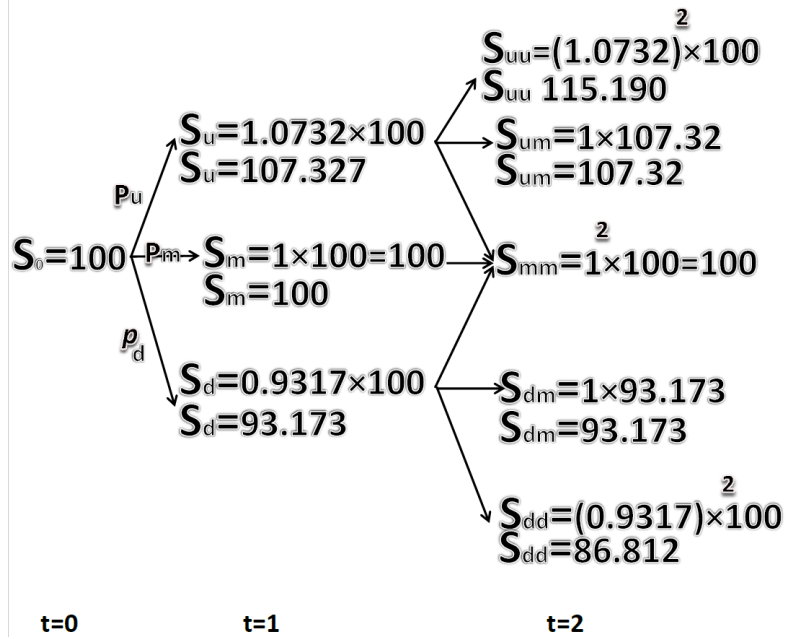 S₀=100
Pu
Pm
pd
Su=1.0732×100
Su=107.327
Sm=1×100=100
Sm=100
Sd=0.9317×100
Sd=93.173
Suu=(1.0732)²×100
Suu 115.190
Sum=1×107.32
Sum=107.32
Smm=1²×100=100
Sdm=1×93.173
Sdm=93.173
Sdd=(0.9317)²×100
Sdd=86.812
t=0
t=1
t=2